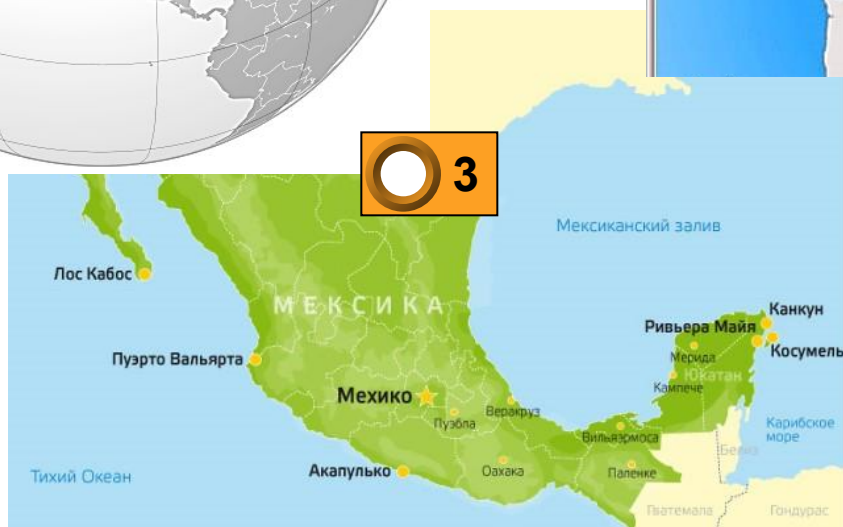 3
Мексиканский залив
Лос Кабос
МЕКСИКА
Канкун
Ривьера Майя
Косумель
Пуэрто Вальярта
Мерида
Юкатан
Кампече
Мехико
Веракруз
Пуэбла
Карибское
море
Вильяэрмоса
Белиз
Тихий Океан
Акапулько
Оахака
Паленке
Гватемала
Гондурас